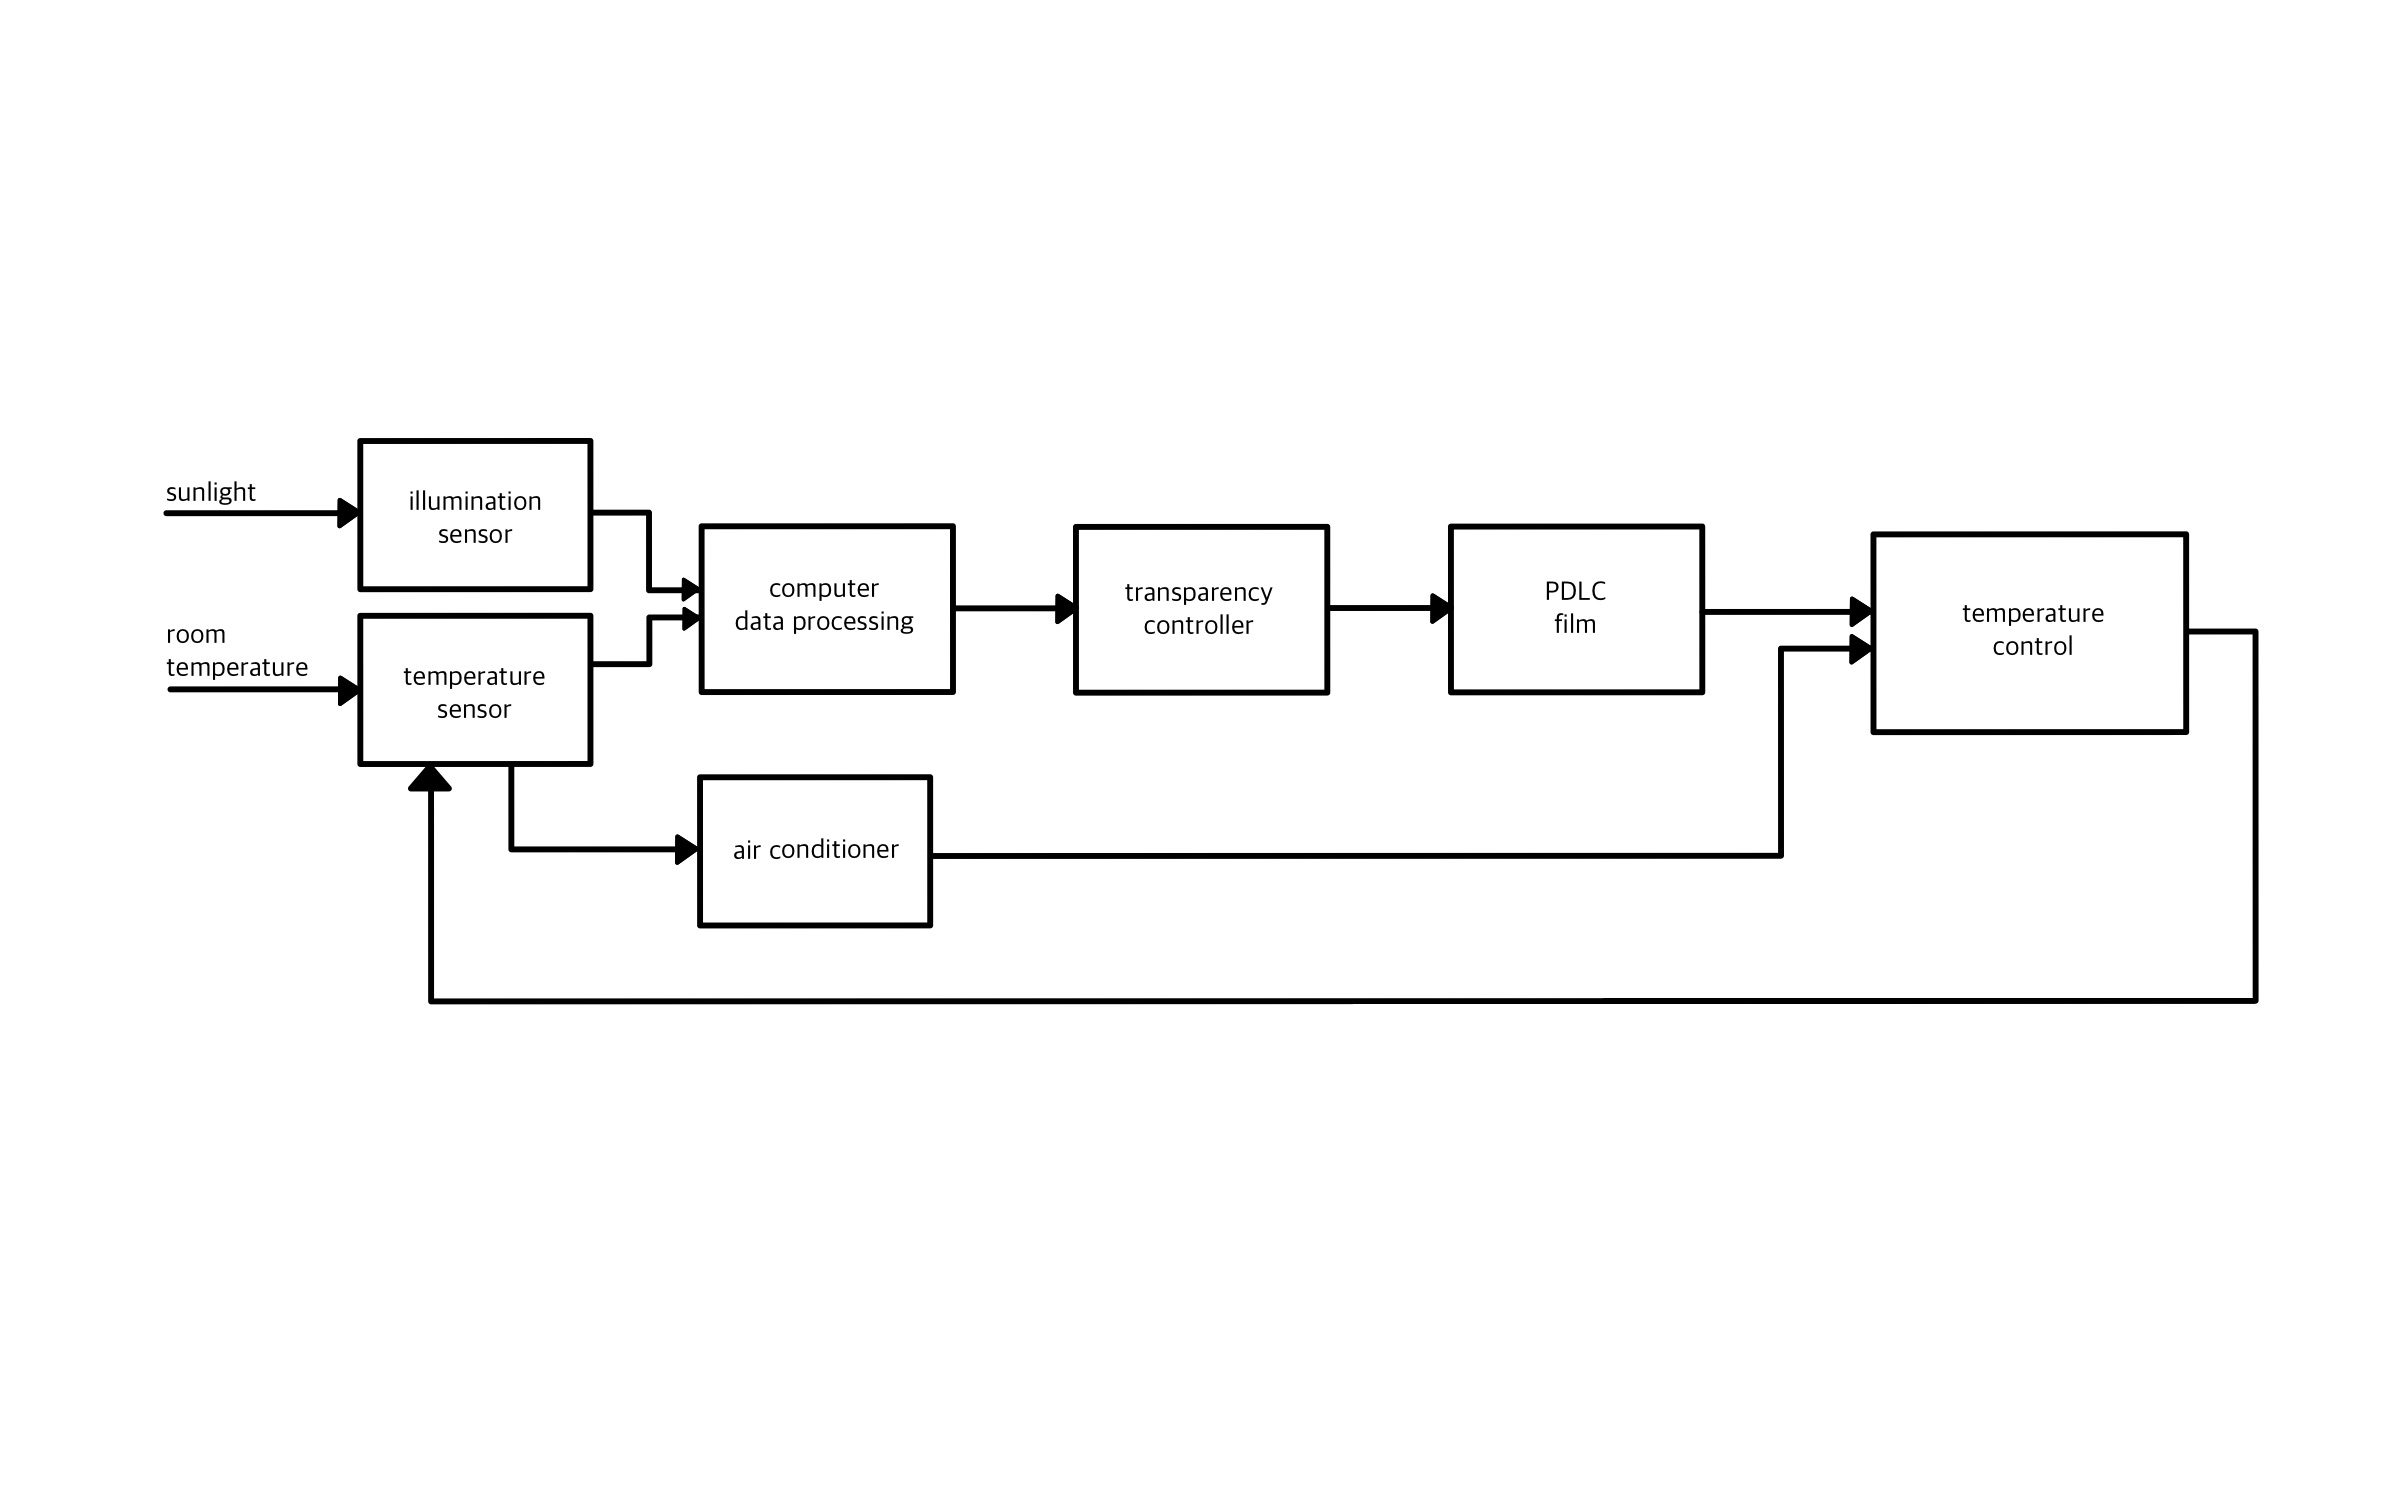 sunlight
illumination
sensor
room
temperature
temperature
sensor
computer
data processing
transparency
controller
PDLC
film
temperature
control
air conditioner